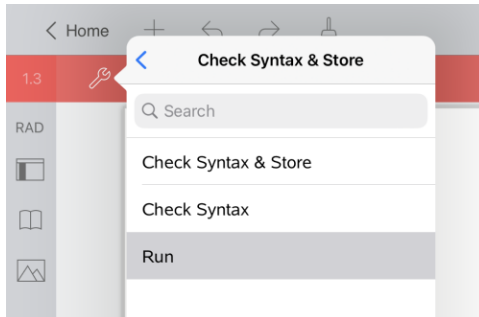 Home
Check Syntax & Store
1.3
Search
RAD
Check Syntax & Store
Check Syntax
Run